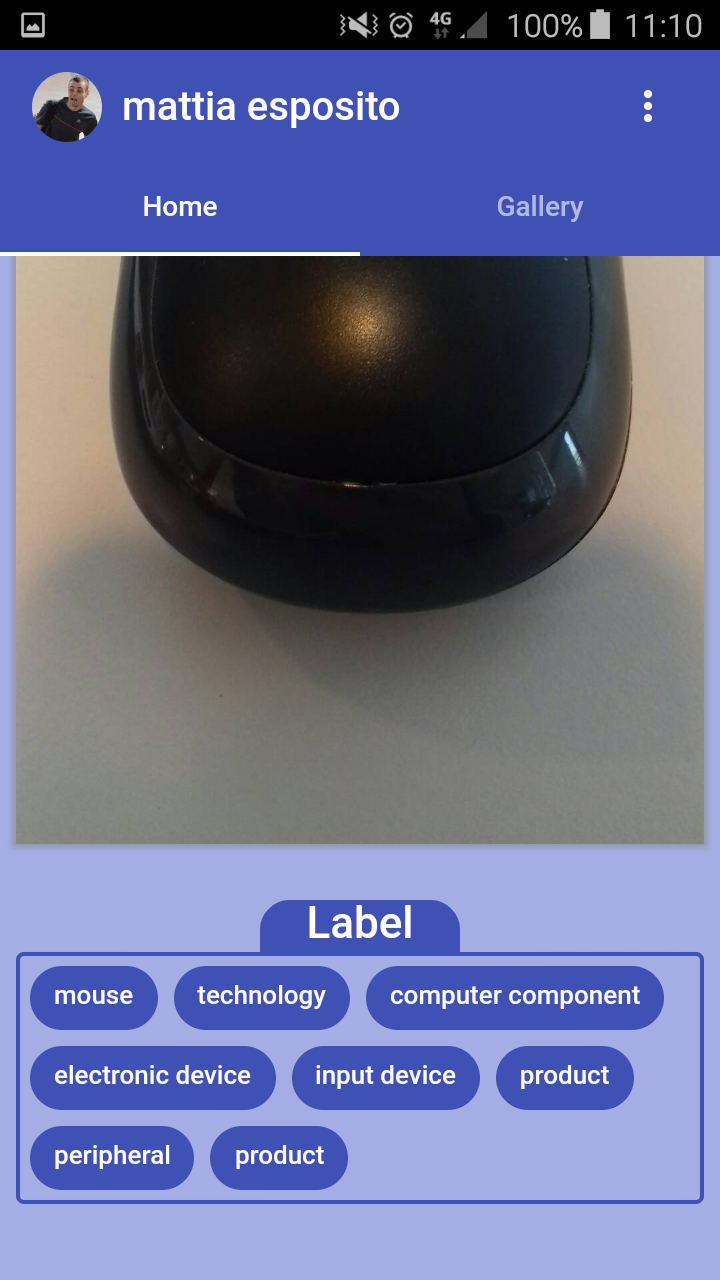 4G 100% 11:10
mattia esposito
Home Gallery
Label
mouse technology computer component
electronic device input device product
peripheral product